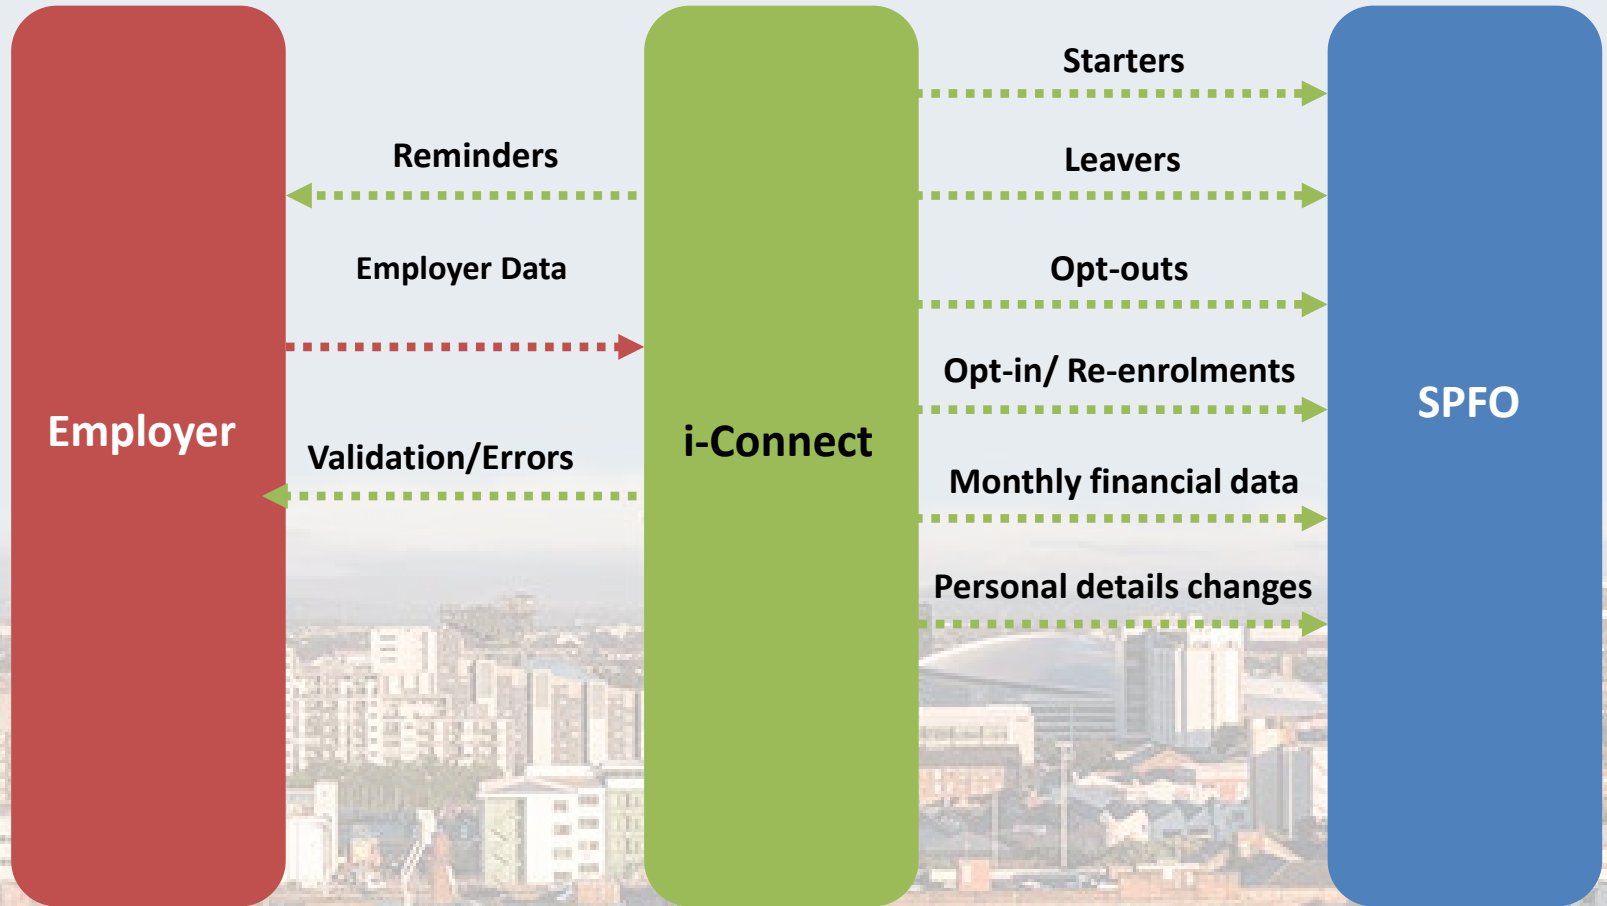 Employer
Reminders
Employer Data
Validation/Errors
i-Connect
Starters
Leavers
Opt-outs
Opt-in/ Re-enrolments
Monthly financial data
Personal details changes
SPFO